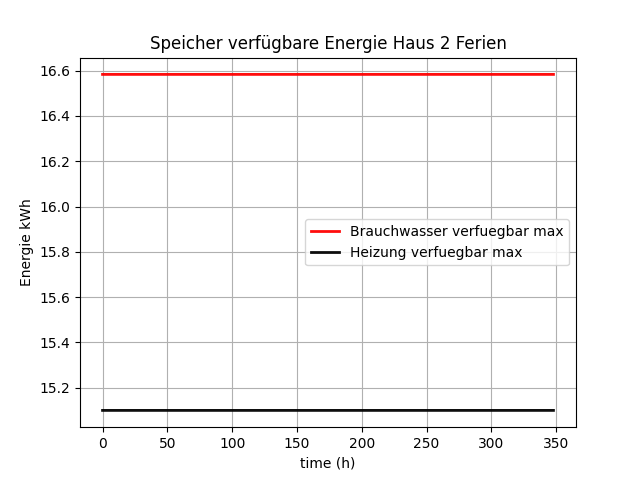 Speicher verfügbare Energie Haus 2 Ferien
Energie kWh
16.6
16.4
16.2
16.0
15.8
15.6
15.4
15.2
Brauchwasser verfuegbar max
Heizung verfuegbar max
0 50 100 150 200 250 300 350
time (h)